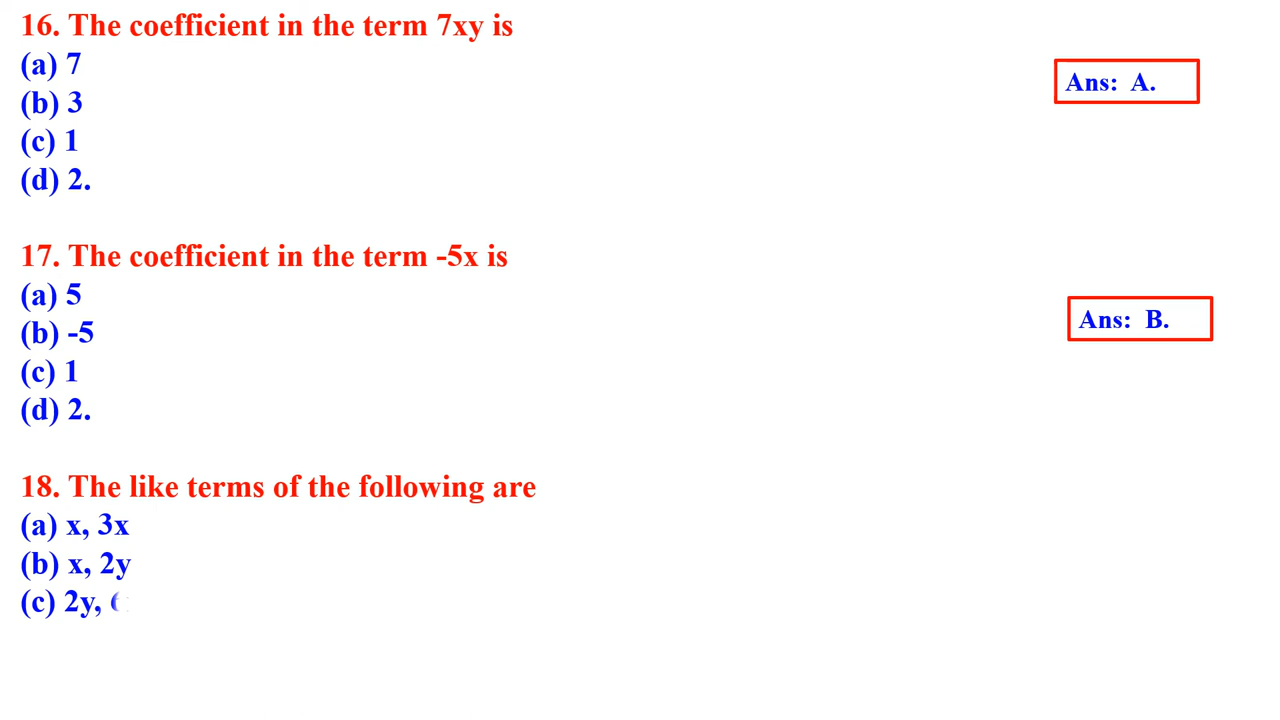 16. The coefficient in the term 7xy is
(a) 7
Ans: A.
(b) 3
(c) 1
(d) 2.
17. The coefficient in the term -5x is
(a) 5
Ans: B.
(b) -5
(c) 1
(d) 2.
18. The like terms of the following are
(a) x, 3x
(b) x, 2y
(c) 2y,